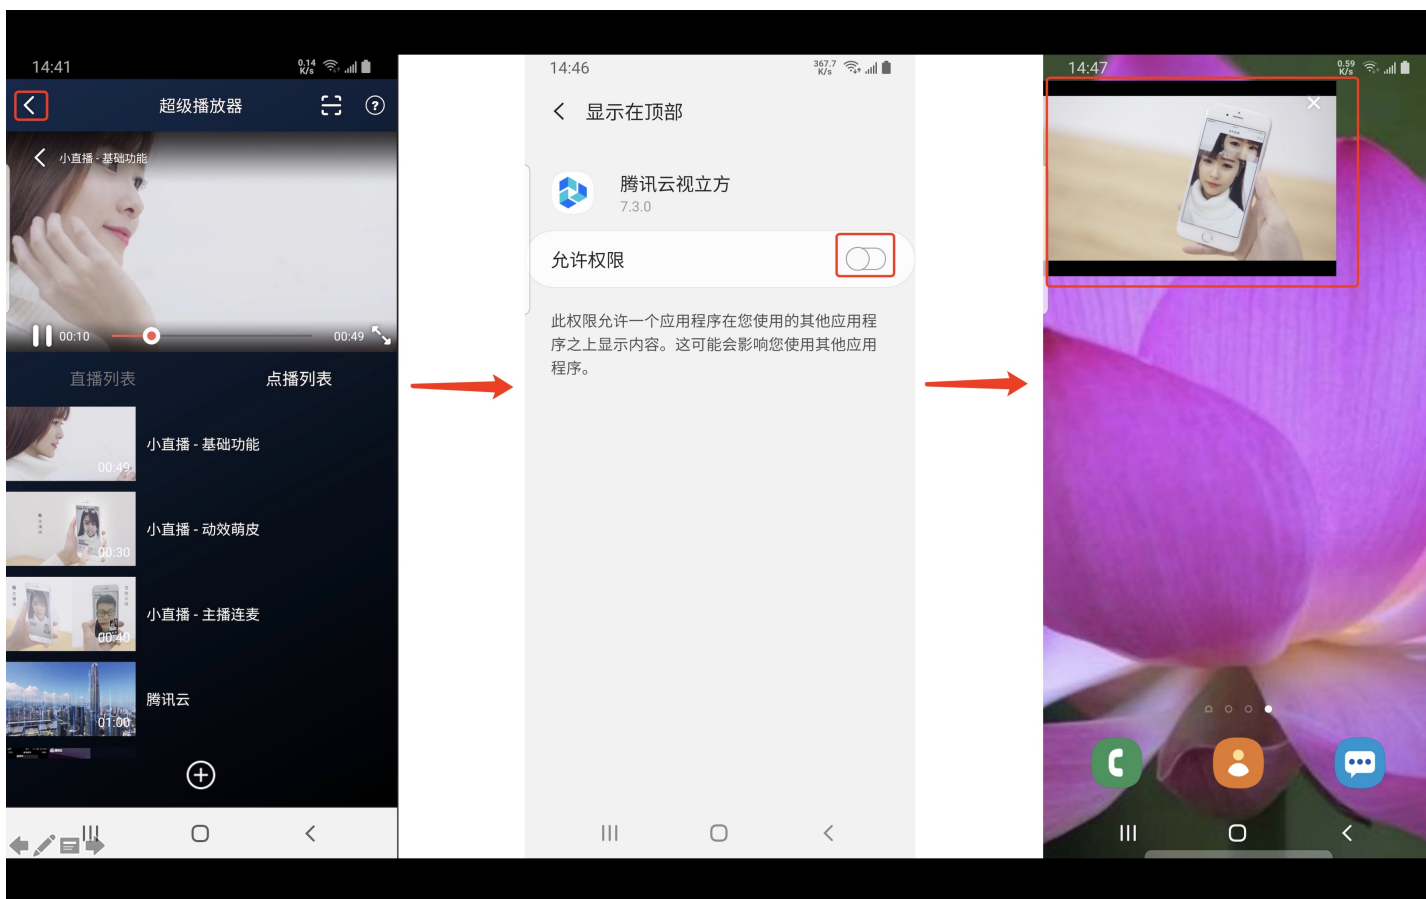 14:41
0.14
K/s
超级播放器
小直播 - 基础功能
00:10
00:49
直播列表
点播列表
小直播 - 基础功能
00:49
小直播 - 动效萌皮
00:30
小直播 - 主播连麦
00:40
腾讯云
01:00
14:46
367.7
K/s
显示在顶部
腾讯云视立方
7.3.0
允许权限
此权限允许一个应用程序在您使用的其他应用程
序之上显示内容。这可能会影响您使用其他应用
程序。
14:47
0.59
K/s